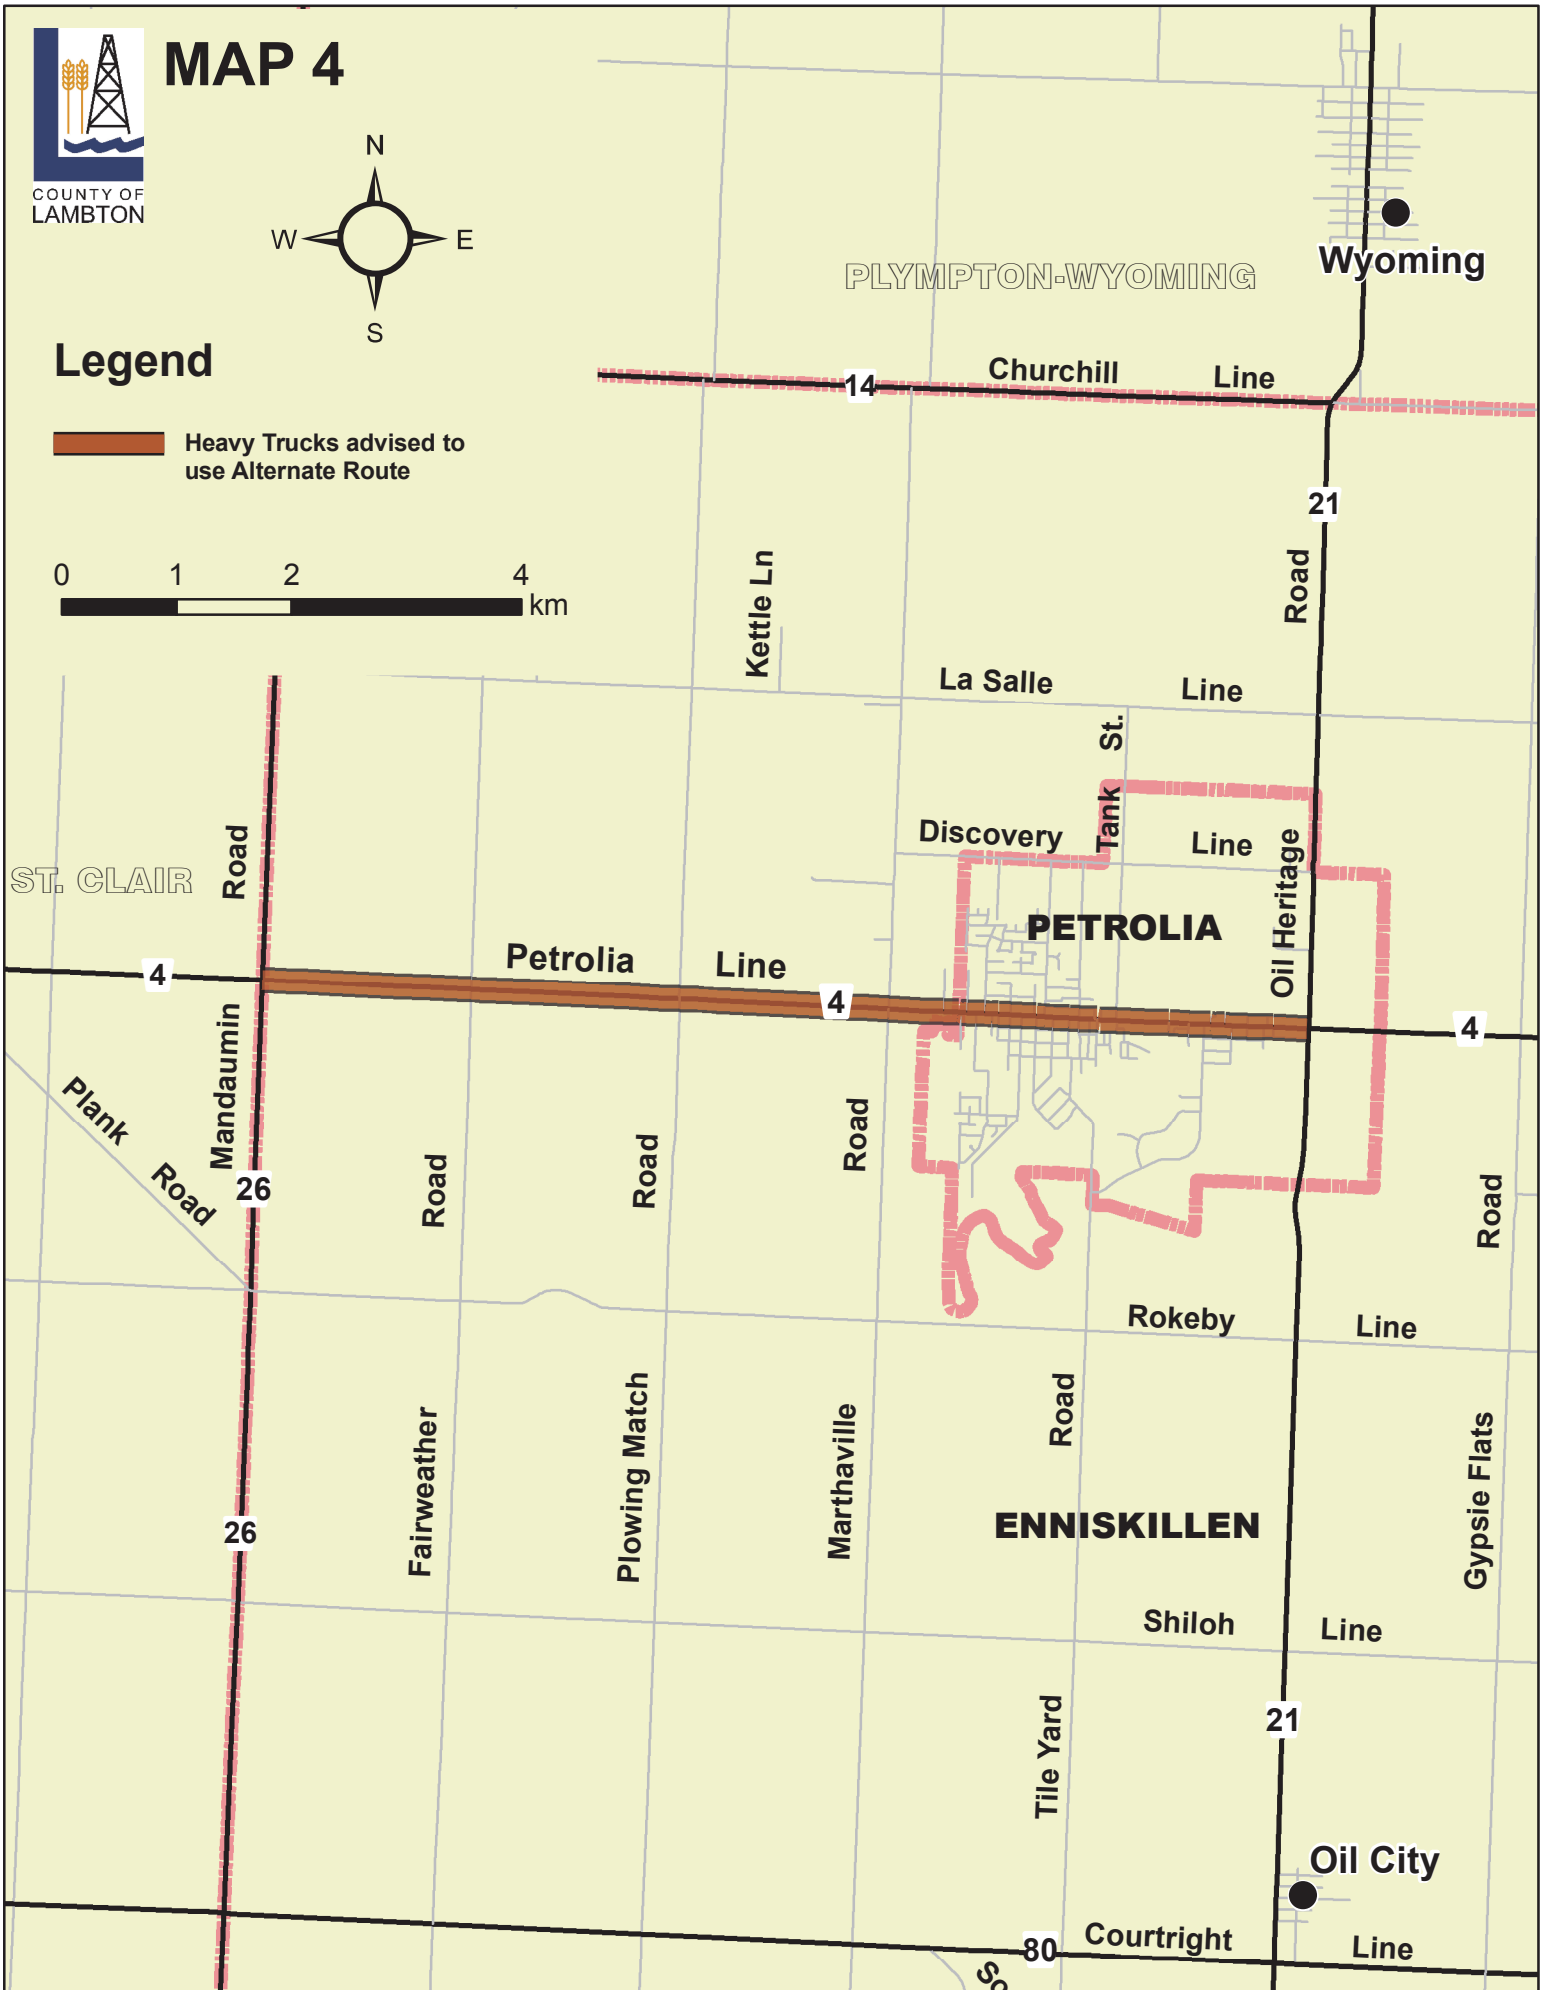 MAP 4
COUNTY OF
LAMBTON
N
W
E
S
Legend
Heavy Trucks advised to
use Alternate Route
0 1 2 4
km
Wyoming
PLYMPTON-WYOMING
14
Churchill Line
21
Road
Kettle Ln
La Salle Line
Tank St.
Discovery Line
Oil Heritage
PETROLIA
ST. CLAIR
Road
4
Petrolia Line
4
4
Mandaumin
Plank Road
26
Road
Road
Road
Road
Rokeby Line
Road
Fairweather
Plowing Match
Marthaville
Gypsie Flats
26
ENNISKILLEN
Shiloh Line
Tile Yard
21
Oil City
80
Courtright Line